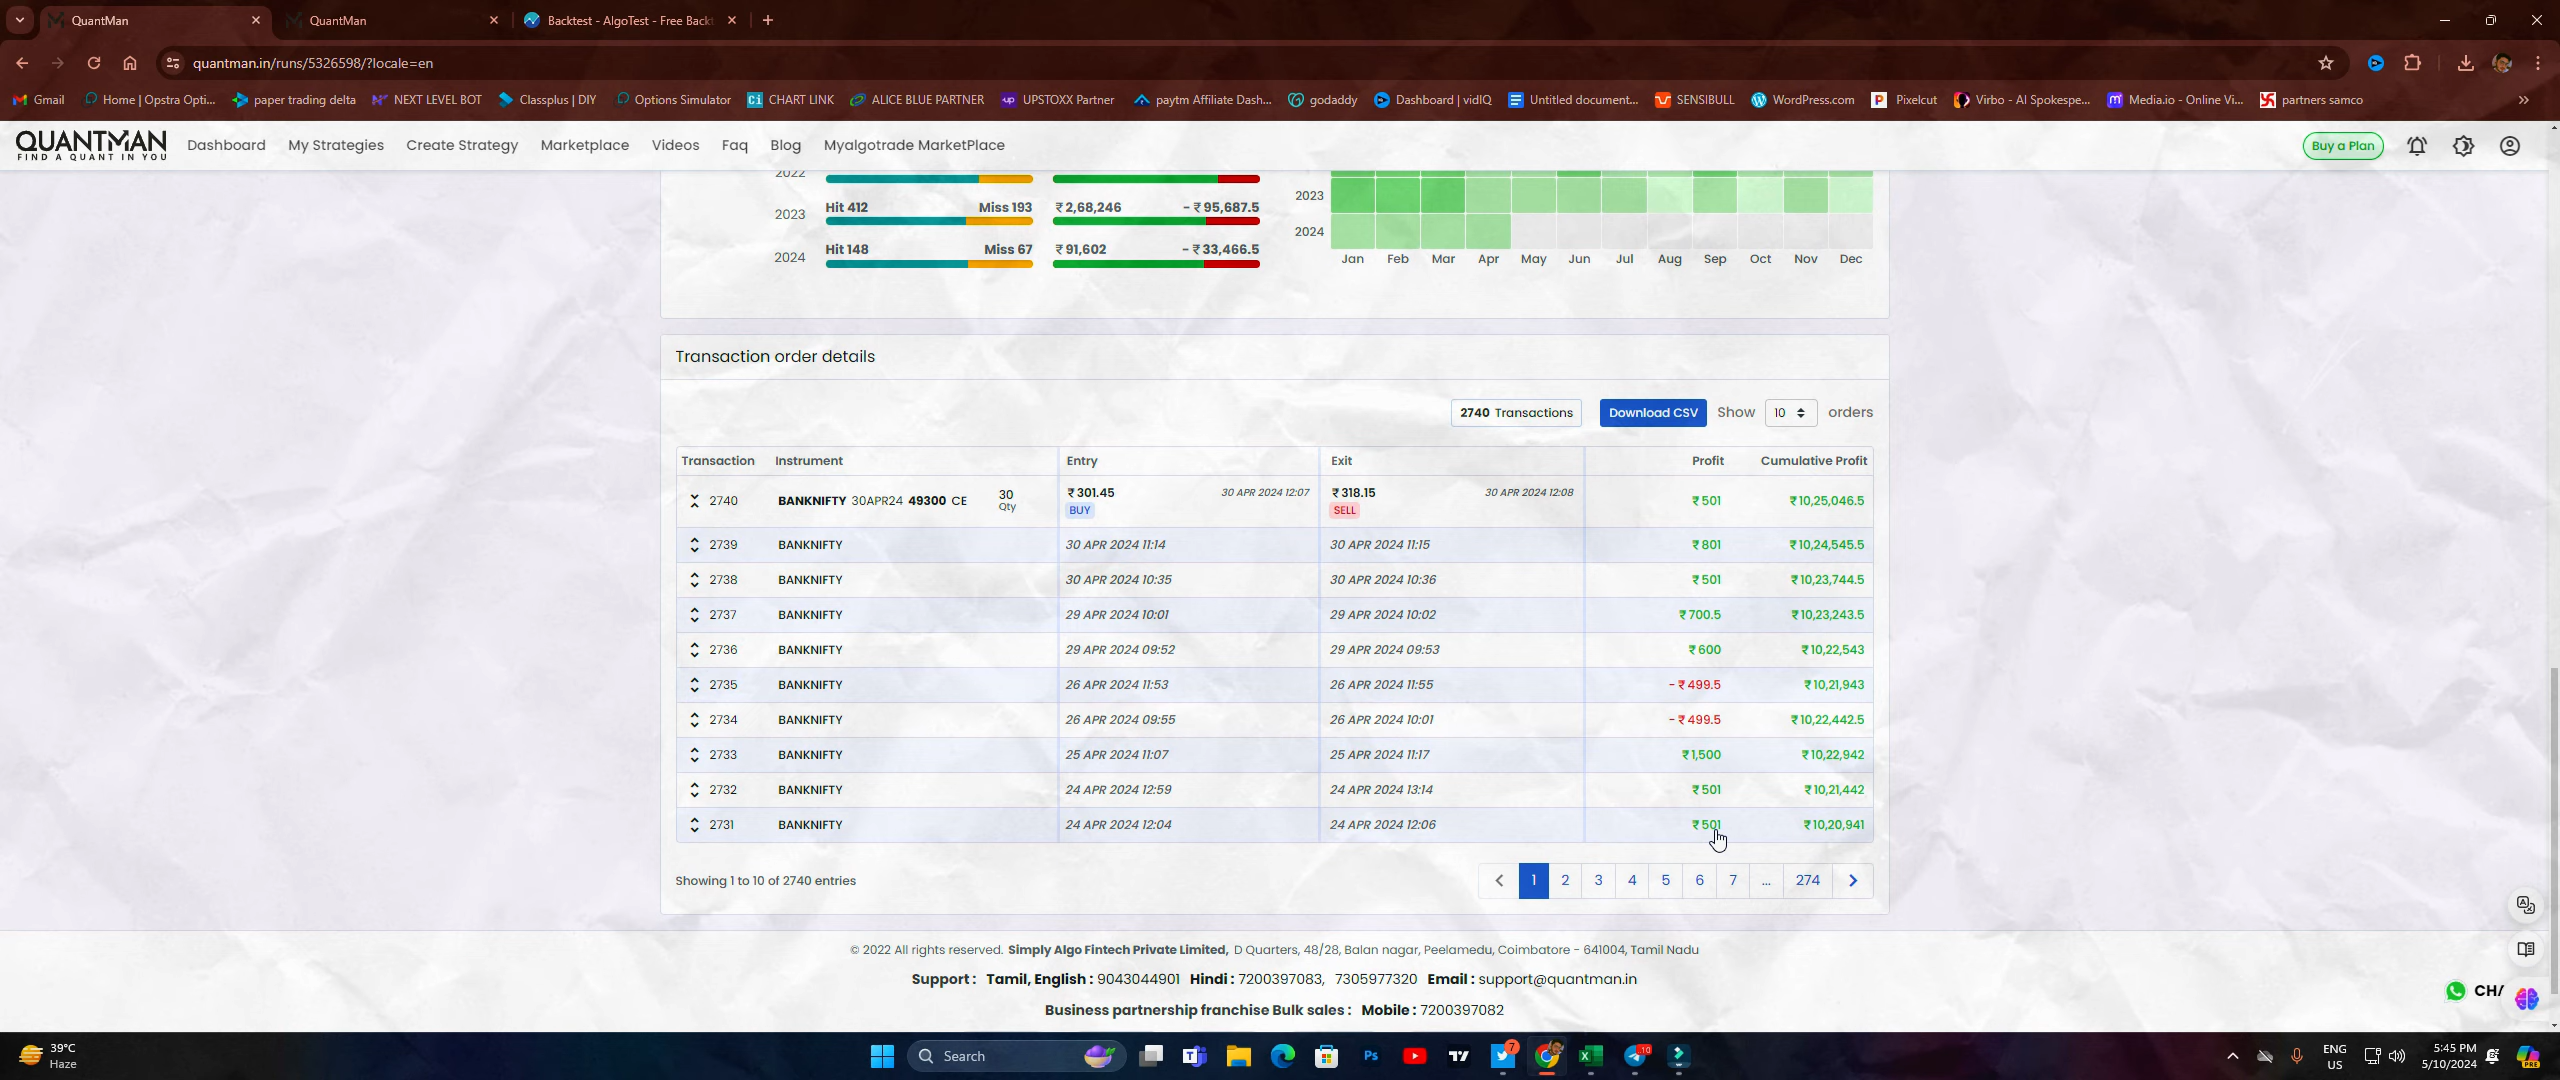 QuantMan
QuantMan
Backtest - AlgoTest - Free Back
quantman.in/runs/5326598/?locale=en
Gmail
Home | Opstra Opti...
paper trading delta
NEXT LEVEL BOT
Classplus | DIY
Options Simulator
CHART LINK
ALICE BLUE PARTNER
UPSTOXX Partner
paytm Affiliate Dash...
godaddy
Dashboard | vidIQ
Untitled document...
SENSIBULL
WordPress.com
Pixelcut
Virbo - AI Spokespe...
Media.io - Online Vi...
partners samco
QUANTMAN
FIND A QUANT IN YOU
Dashboard My Strategies Create Strategy Marketplace Videos Faq Blog Myalgotrade MarketPlace
Buy a Plan
2022
2023 Hit 412 Miss 193 ₹ 2,68,246 - ₹ 95,687.5 2023
2024 Hit 148 Miss 67 ₹ 91,602 - ₹ 33,466.5 2024
Jan Feb Mar Apr May Jun Jul Aug Sep Oct Nov Dec
Transaction order details
2740 Transactions Download CSV Show 10 orders
Transaction Instrument Entry Exit Profit Cumulative Profit
2740 BANKNIFTY 30APR24 49300 CE 30 Qty ₹ 301.45 BUY 30 APR 2024 12:07 ₹ 318.15 SELL 30 APR 2024 12:08 ₹ 501 ₹ 10,25,046.5
2739 BANKNIFTY 30 APR 2024 11:14 30 APR 2024 11:15 ₹ 801 ₹ 10,24,545.5
2738 BANKNIFTY 30 APR 2024 10:35 30 APR 2024 10:36 ₹ 501 ₹ 10,23,744.5
2737 BANKNIFTY 29 APR 2024 10:01 29 APR 2024 10:02 ₹ 700.5 ₹ 10,23,243.5
2736 BANKNIFTY 29 APR 2024 09:52 29 APR 2024 09:53 ₹ 600 ₹ 10,22,543
2735 BANKNIFTY 26 APR 2024 11:53 26 APR 2024 11:55 - ₹ 499.5 ₹ 10,21,943
2734 BANKNIFTY 26 APR 2024 09:55 26 APR 2024 10:01 - ₹ 499.5 ₹ 10,22,442.5
2733 BANKNIFTY 25 APR 2024 11:07 25 APR 2024 11:17 ₹ 1,500 ₹ 10,22,942
2732 BANKNIFTY 24 APR 2024 12:59 24 APR 2024 13:14 ₹ 501 ₹ 10,21,442
2731 BANKNIFTY 24 APR 2024 12:04 24 APR 2024 12:06 ₹ 501 ₹ 10,20,941
Showing 1 to 10 of 2740 entries
1 2 3 4 5 6 7 ... 274
© 2022 All rights reserved. Simply Algo Fintech Private Limited, D Quarters, 48/28, Balan nagar, Peelamedu, Coimbatore - 641004, Tamil Nadu
Support : Tamil, English : 9043044901 Hindi : 7200397083, 7305977320 Email : support@quantman.in
CHA
Business partnership franchise Bulk sales : Mobile : 7200397082
39°C
Haze
Search
Ps
7
10
ENG
US
5:45 PM
5/10/2024
PRE